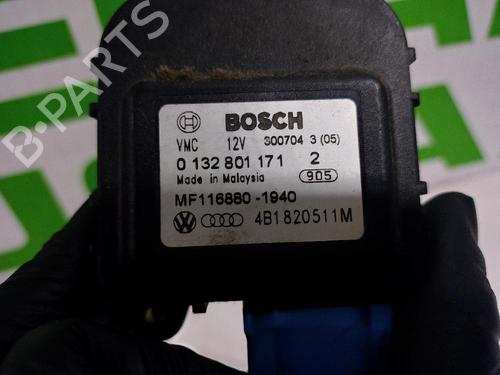 BOSCH
VMC 12V S00704 3 (05)
0 132 801 171 2
Made in Malaysia 905
MF116880-1940
4B1820511M
B-PARTS